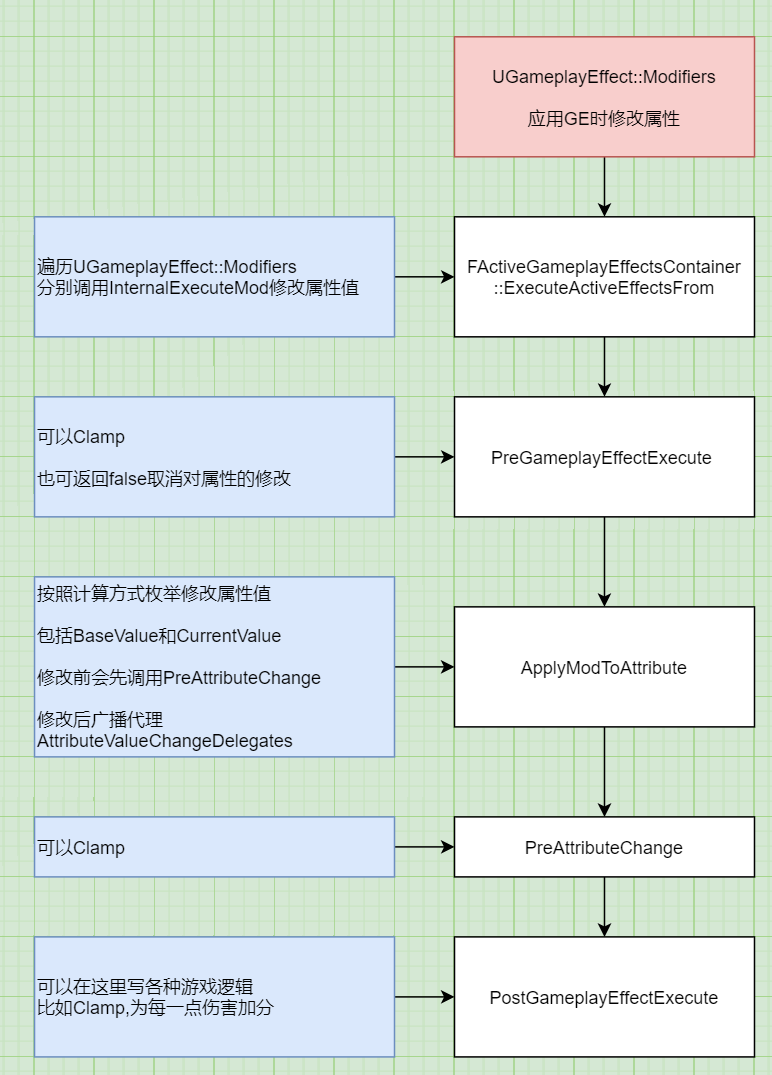 UGameplayEffect::Modifiers
应用GE时修改属性
遍历UGameplayEffect::Modifiers
分别调用InternalExecuteMod修改属性值
FActiveGameplayEffectsContainer
::ExecuteActiveEffectsFrom
可以Clamp
也可返回false取消对属性的修改
PreGameplayEffectExecute
按照计算方式枚举修改属性值
包括BaseValue和CurrentValue
修改前会先调用PreAttributeChange
修改后广播代理
AttributeValueChangeDelegates
ApplyModToAttribute
可以Clamp
PreAttributeChange
可以在这里写各种游戏逻辑
比如Clamp,为每一点伤害加分
PostGameplayEffectExecute